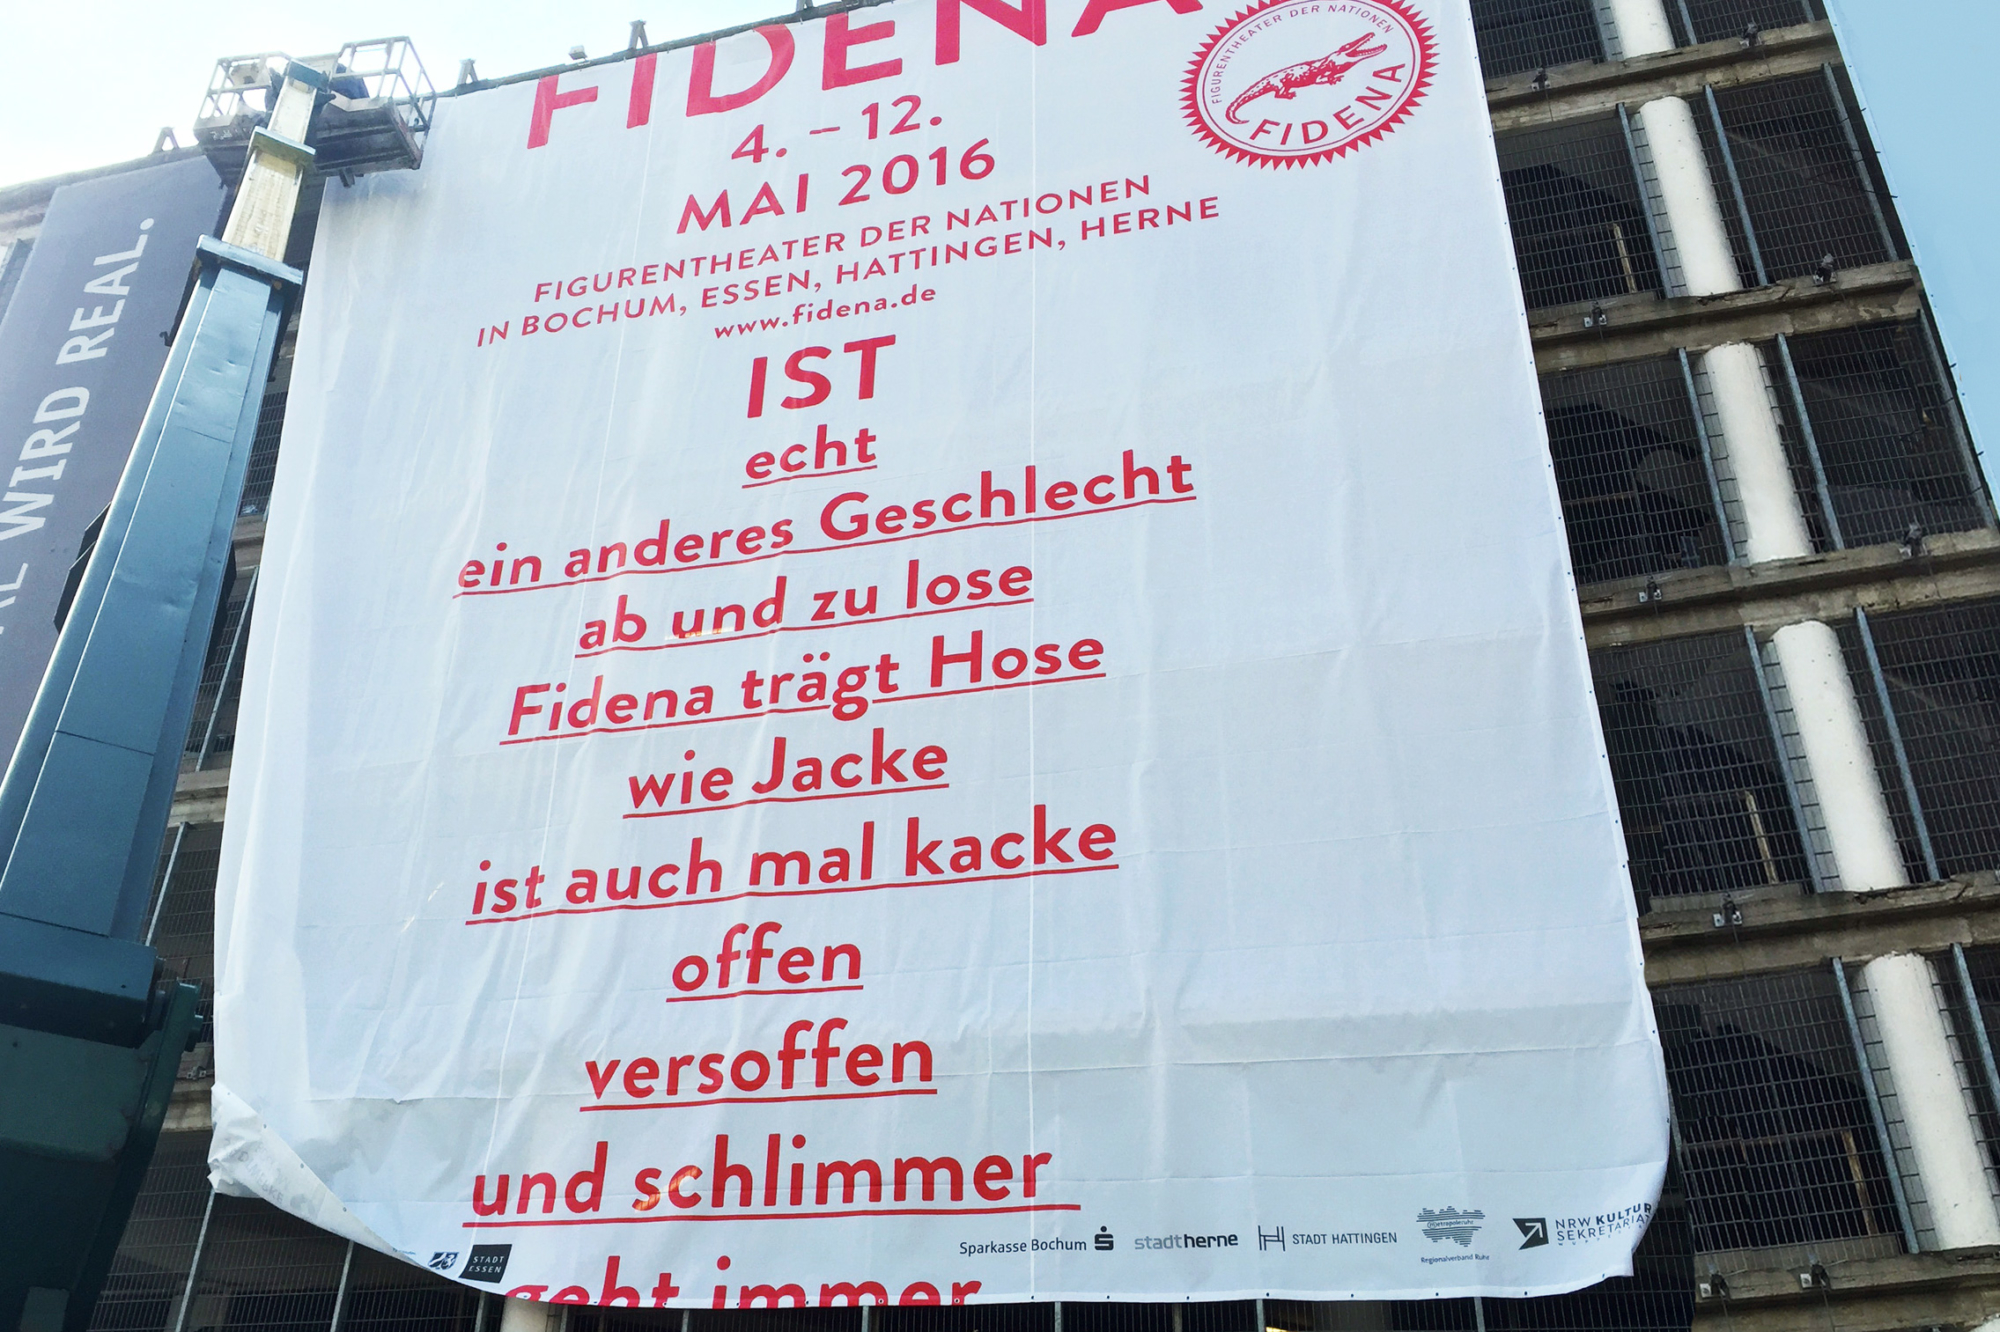 FIDENA
4. – 12.
MAI 2016
FIGURENTHEATER DER NATIONEN
IN BOCHUM, ESSEN, HATTINGEN, HERNE
www.fidena.de
IST
echt
ein anderes Geschlecht
ab und zu lose
Fidena trägt Hose
wie Jacke
ist auch mal kacke
offen
versoffen
und schlimmer
geht immer
FIGURENTHEATER DER NATIONEN
FIDENA
WIRD REAL.
STADT
ESSEN
Sparkasse Bochum
stadtherne
STADT HATTINGEN
metropoleruhr
Regionalverband Ruhr
NRW KULTUR
SEKRETARIAT